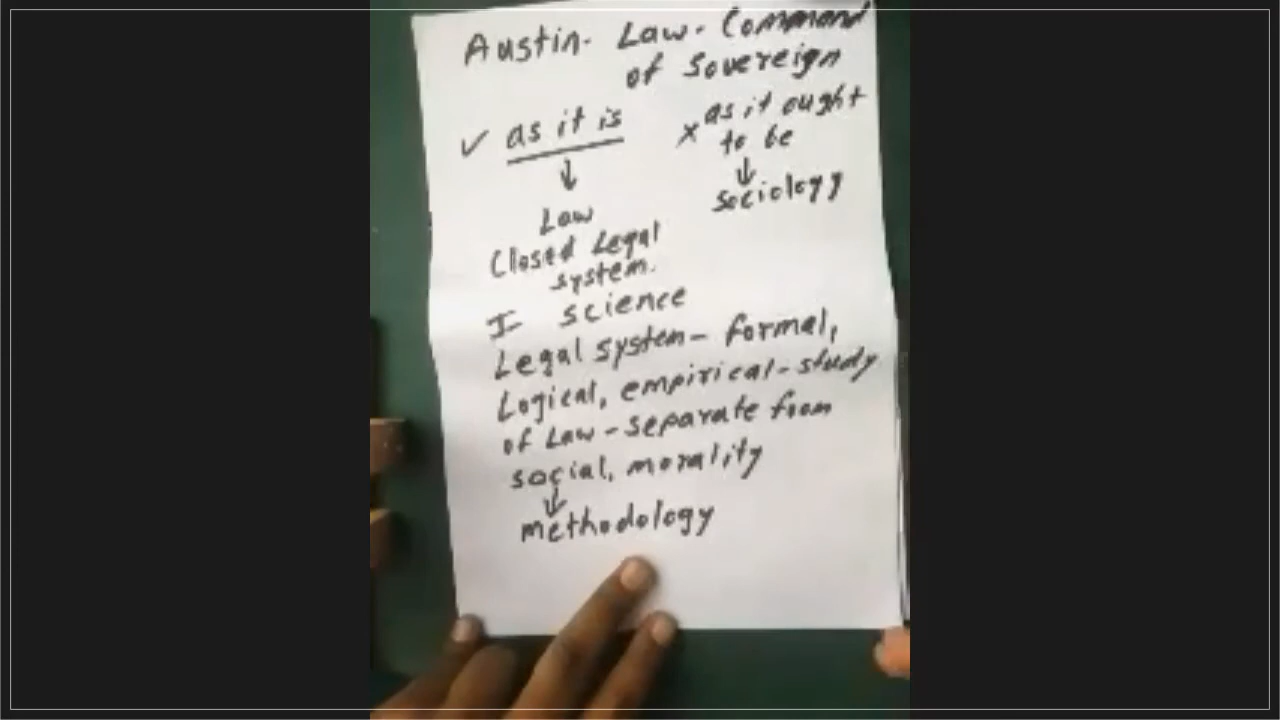 Austin- Law- Command
of Sovereign
✓ as it is
x as it ought
to be
↓
↓
sociology
Law
Closed Legal
system.
I science
Legal system- formal,
Logical, empirical-study
of Law-separate from
social, morality
↓
methodology